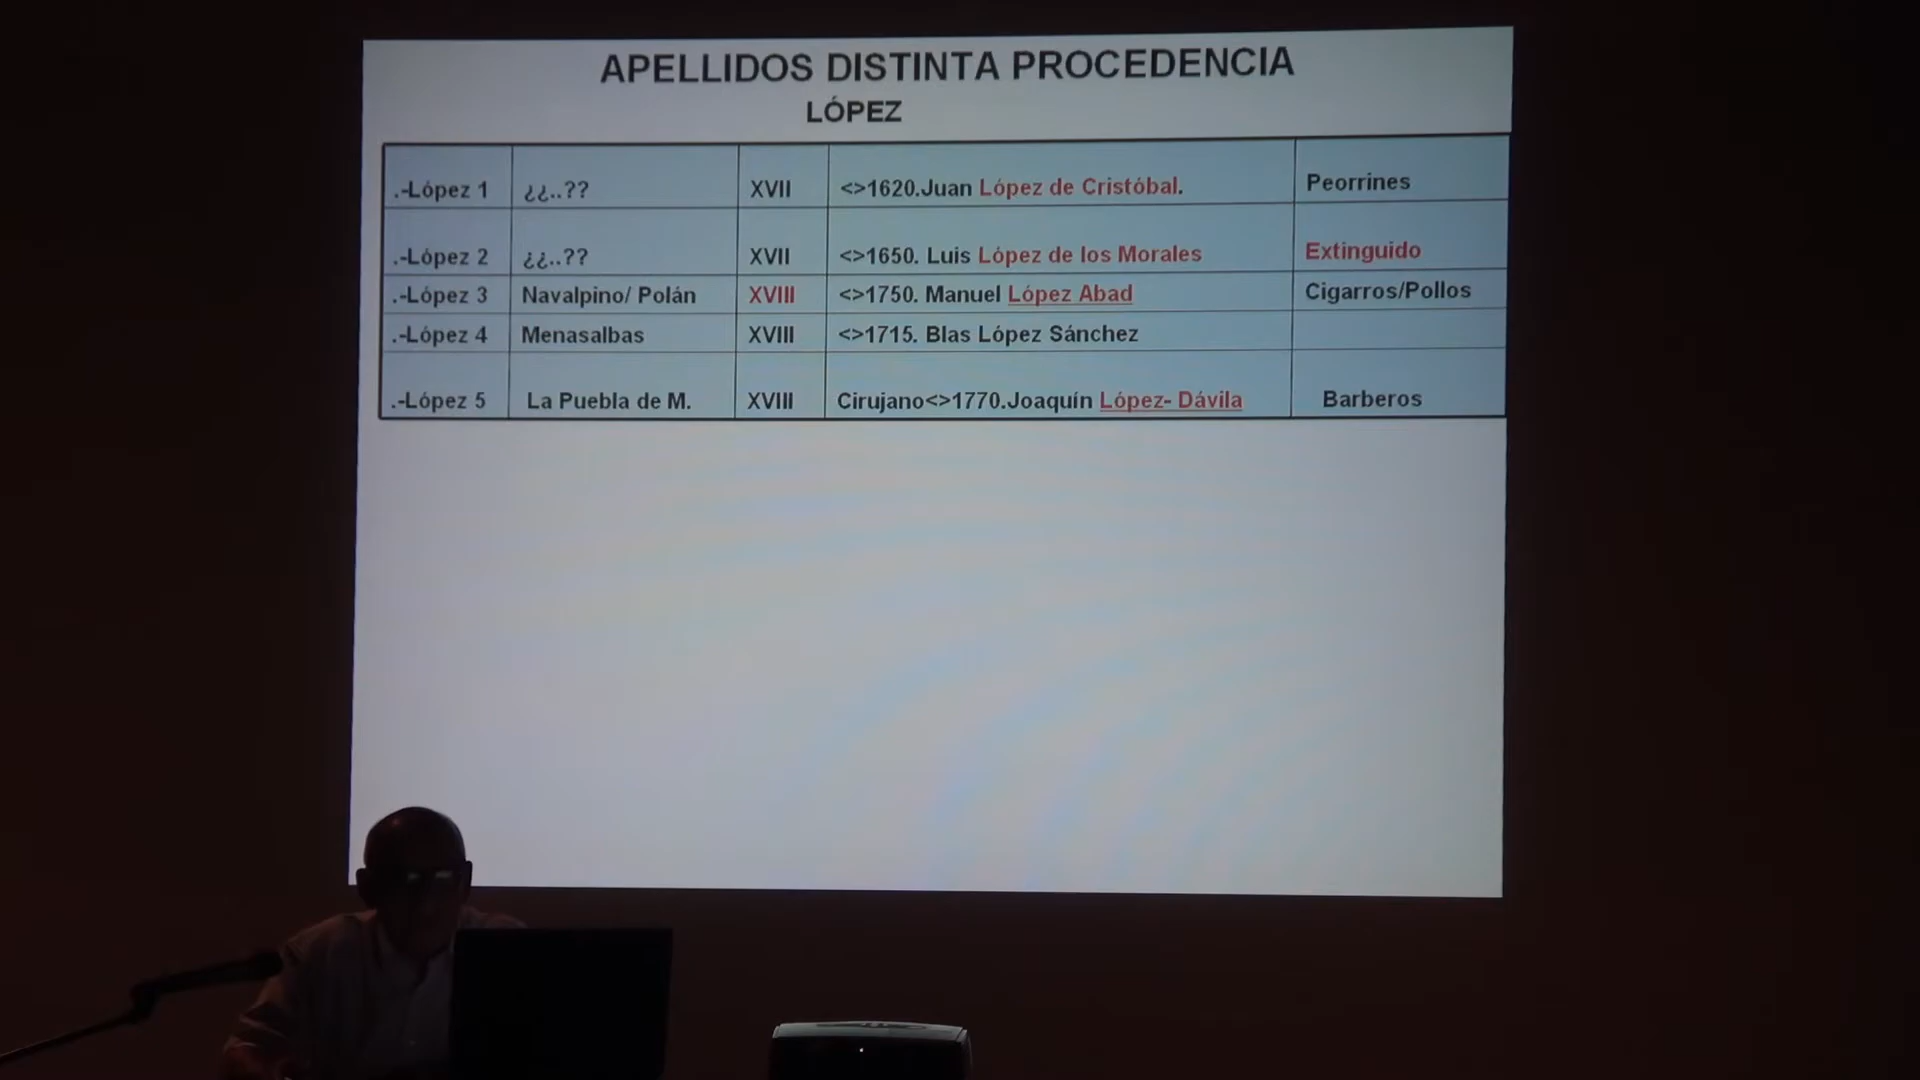 APELLIDOS DISTINTA PROCEDENCIA
LÓPEZ
.-López 1 ¿¿..?? XVII <>1620.Juan López de Cristóbal. Peorrines
.-López 2 ¿¿..?? XVII <>1650. Luis López de los Morales Extinguido
.-López 3 Navalpino/ Polán XVIII <>1750. Manuel López Abad Cigarros/Pollos
.-López 4 Menasalbas XVIII <>1715. Blas López Sánchez
.-López 5 La Puebla de M. XVIII Cirujano<>1770.Joaquín López- Dávila Barberos